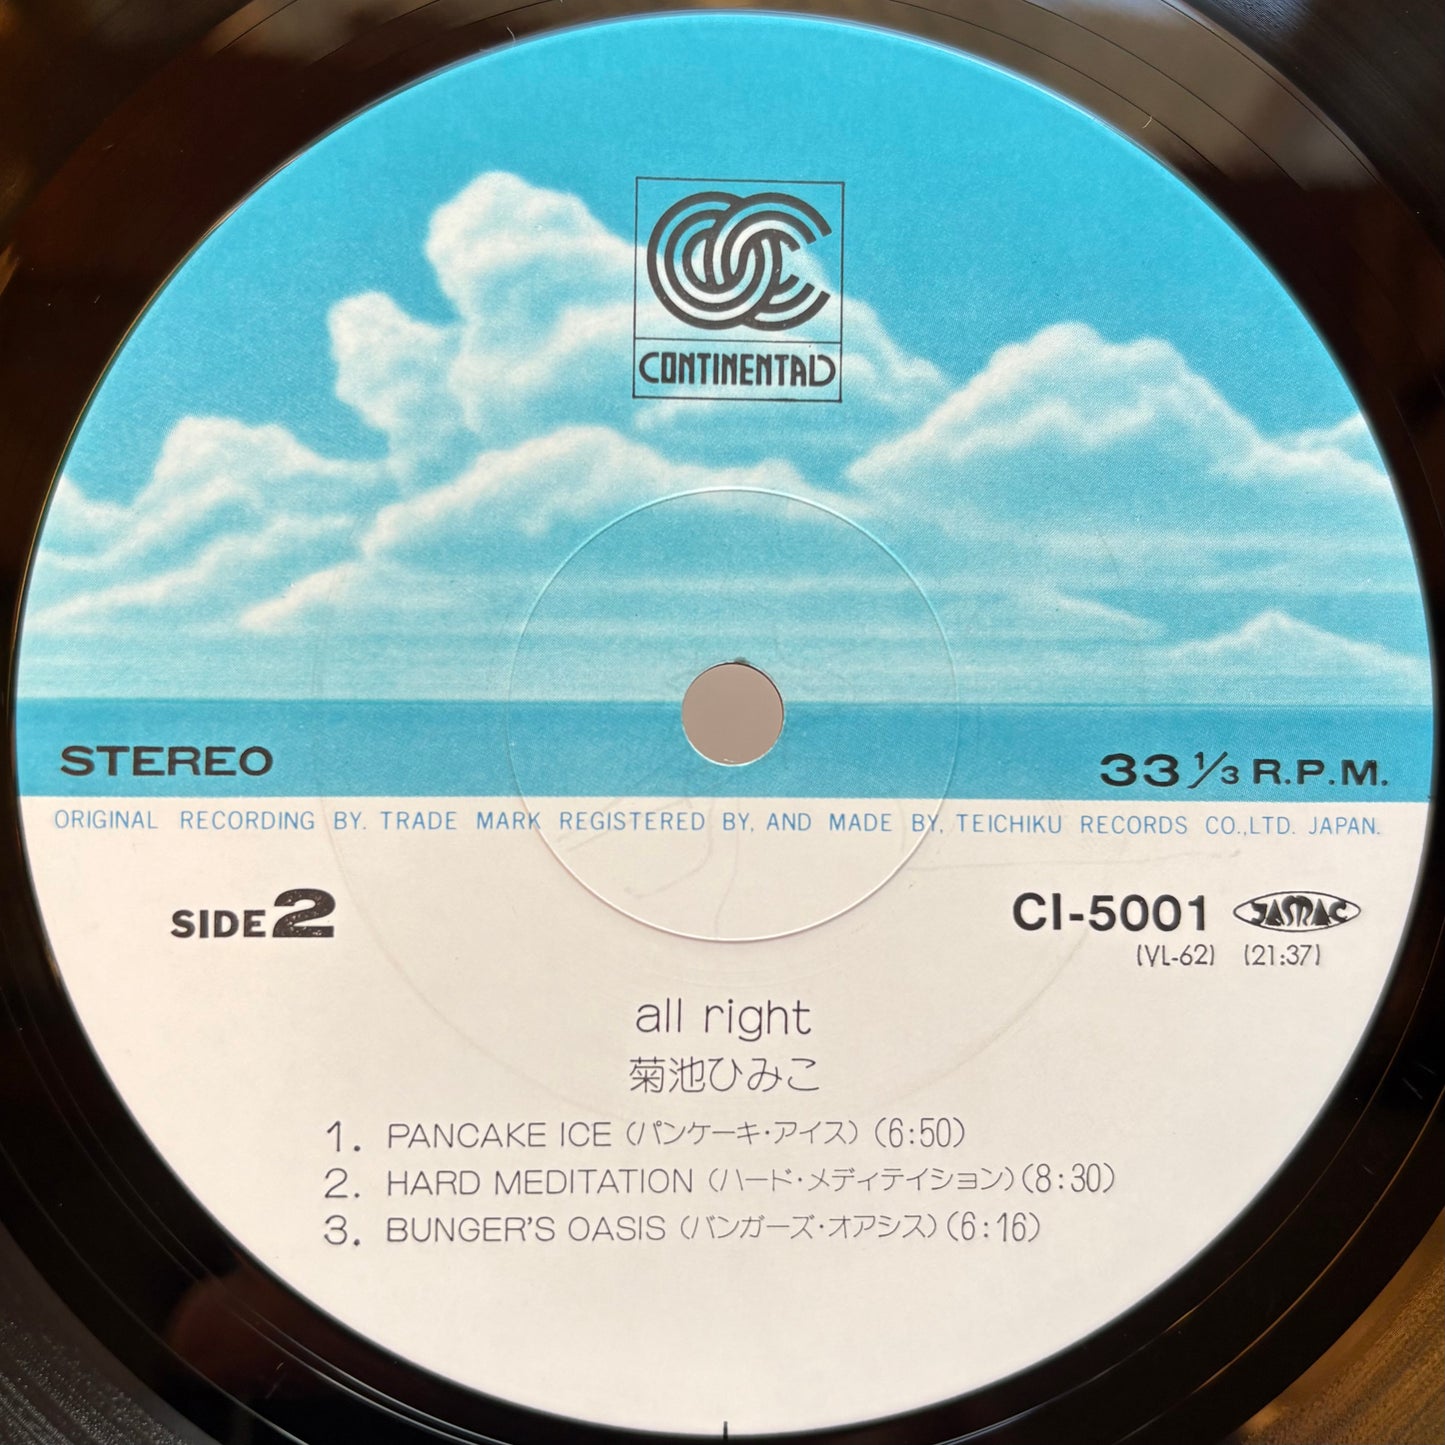 CONTINENTAL
STEREO
33 1/3 R.P.M.
ORIGINAL RECORDING BY. TRADE MARK REGISTERED BY, AND MADE BY, TEICHIKU RECORDS CO.,LTD. JAPAN.
SIDE 2
CI-5001 JASRAC
(VL-62) (21:37)
all right
菊池ひみこ
1. PANCAKE ICE (パンケーキ・アイス) (6:50)
2. HARD MEDITATION (ハード・メディテイション) (8:30)
3. BUNGER'S OASIS (バンガーズ・オアシス) (6:16)